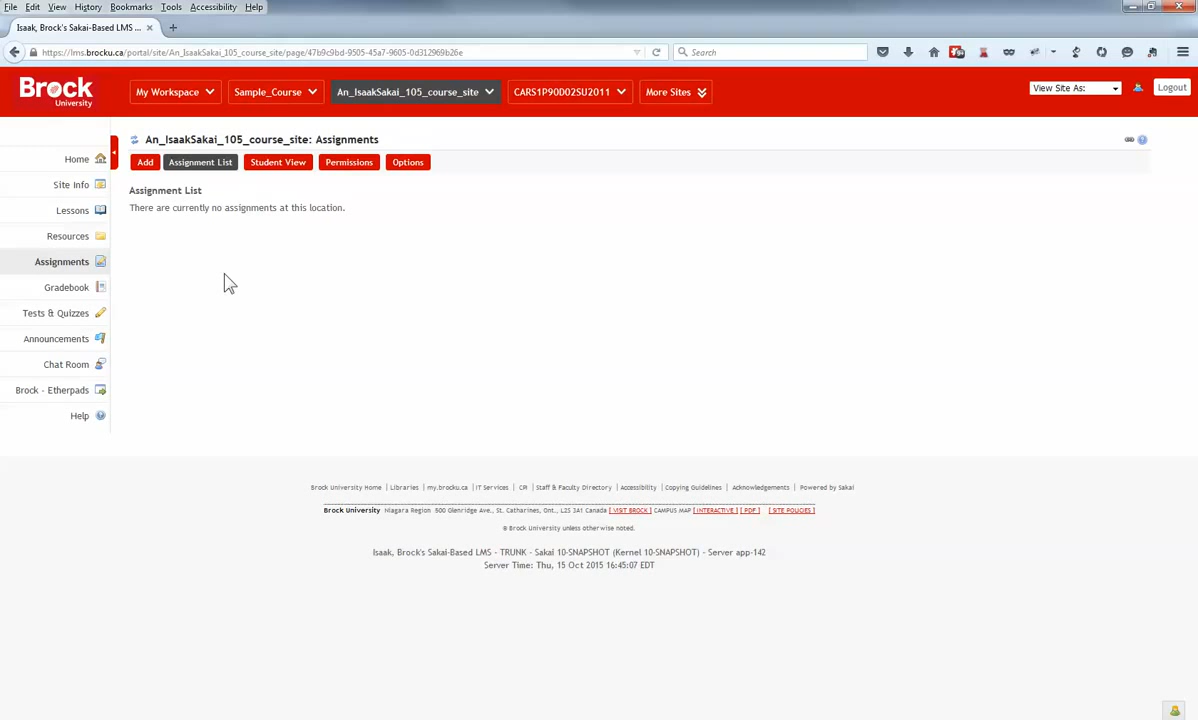 File Edit View History Bookmarks Tools Accessibility Help
Isaak, Brock's Sakai-Based LMS ...
https://lms.brocku.ca/portal/site/An_IsaakSakai_105_course_site/page/47b9c9bd-9505-45a7-9605-0d312969b26e
Search
Brock University
My Workspace
Sample_Course
An_IsaakSakai_105_course_site
CARS1P90D02SU2011
More Sites
View Site As:
Logout
An_IsaakSakai_105_course_site: Assignments
Add Assignment List Student View Permissions Options
Assignment List
There are currently no assignments at this location.
Home
Site Info
Lessons
Resources
Assignments
Gradebook
Tests & Quizzes
Announcements
Chat Room
Brock - Etherpads
Help
Brock University Home | Libraries | my.brocku.ca | IT Services | CPI | Staff & Faculty Directory | Accessibility | Copying Guidelines | Acknowledgements | Powered by Sakai
Brock University Niagara Region 500 Glenridge Ave., St. Catharines, Ont., L2S 3A1 Canada [ VISIT BROCK ] CAMPUS MAP [ INTERACTIVE ] [ PDF ] [ SITE POLICIES ]
© Brock University unless otherwise noted.
Isaak, Brock's Sakai-Based LMS - TRUNK - Sakai 10-SNAPSHOT (Kernel 10-SNAPSHOT) - Server app-142
Server Time: Thu, 15 Oct 2015 16:45:07 EDT